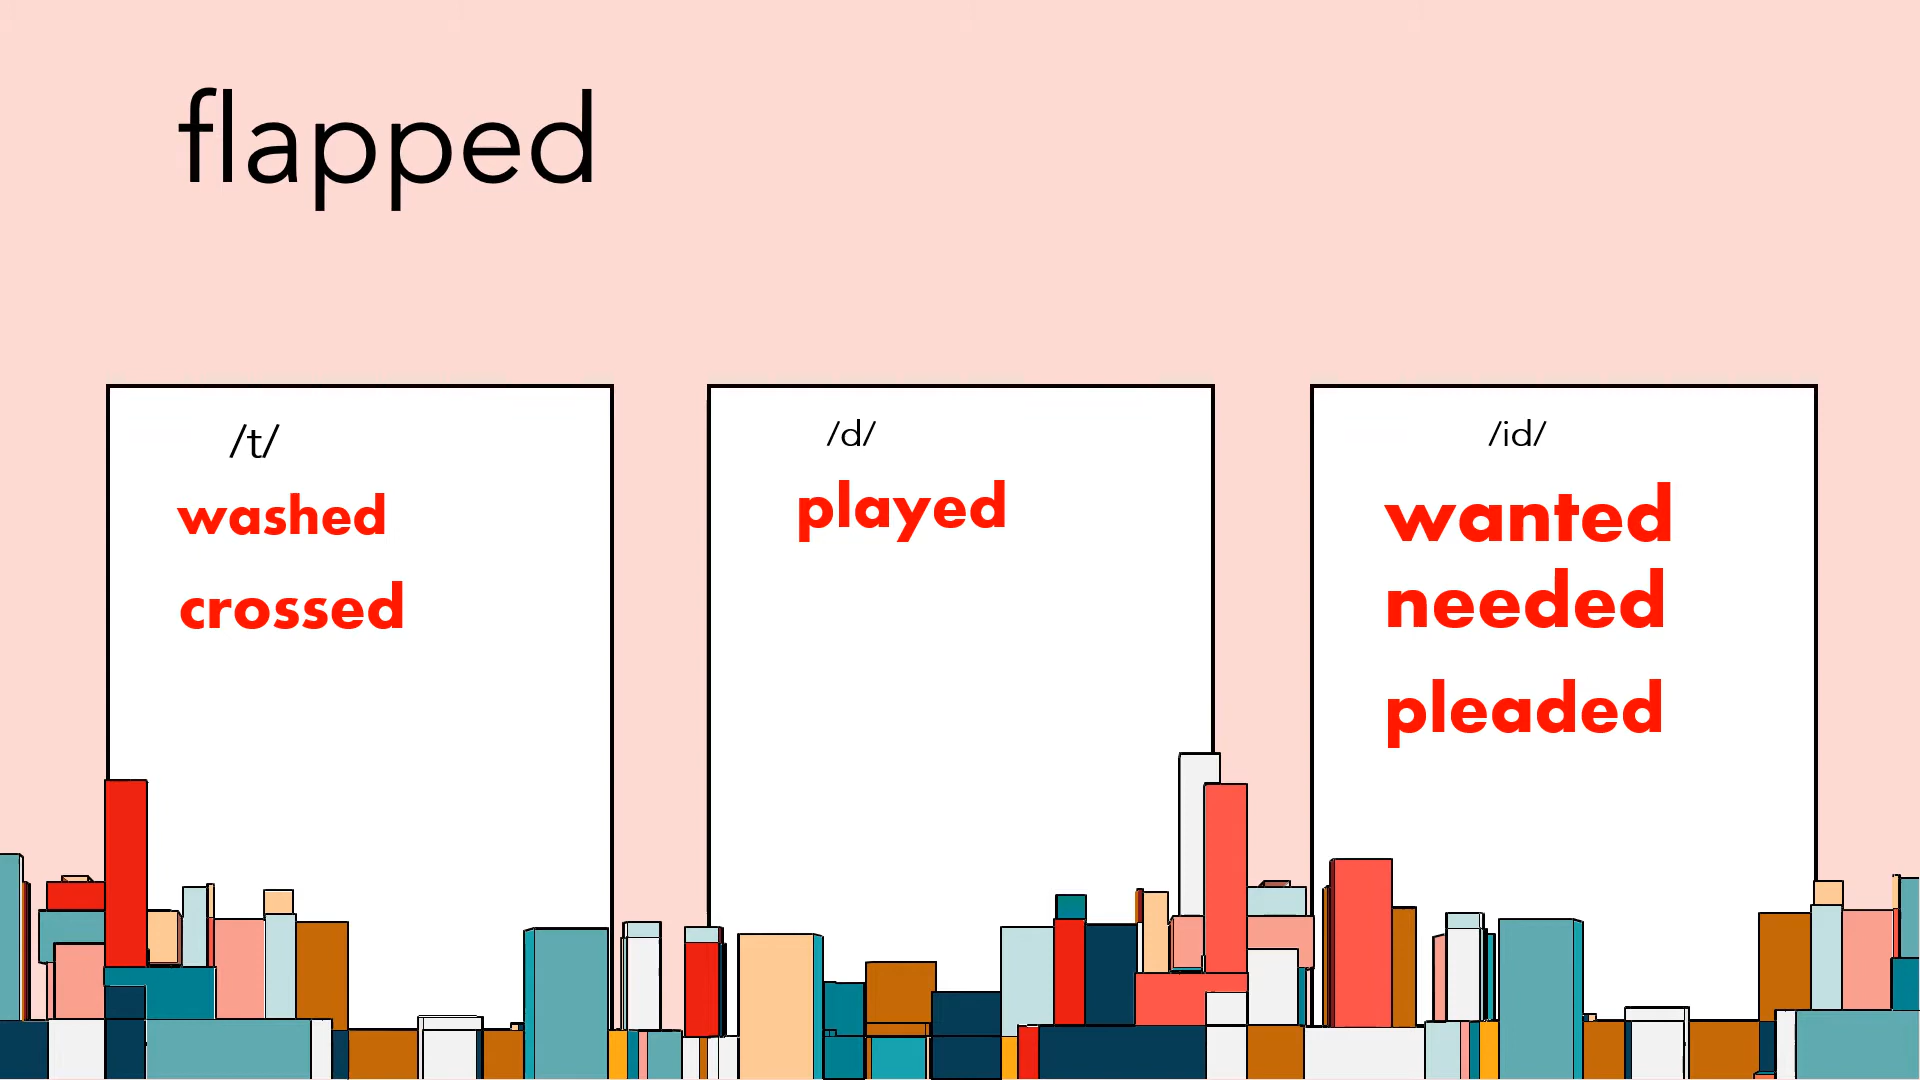 flapped
/t/
washed
crossed
/d/
played
/id/
wanted
needed
pleaded